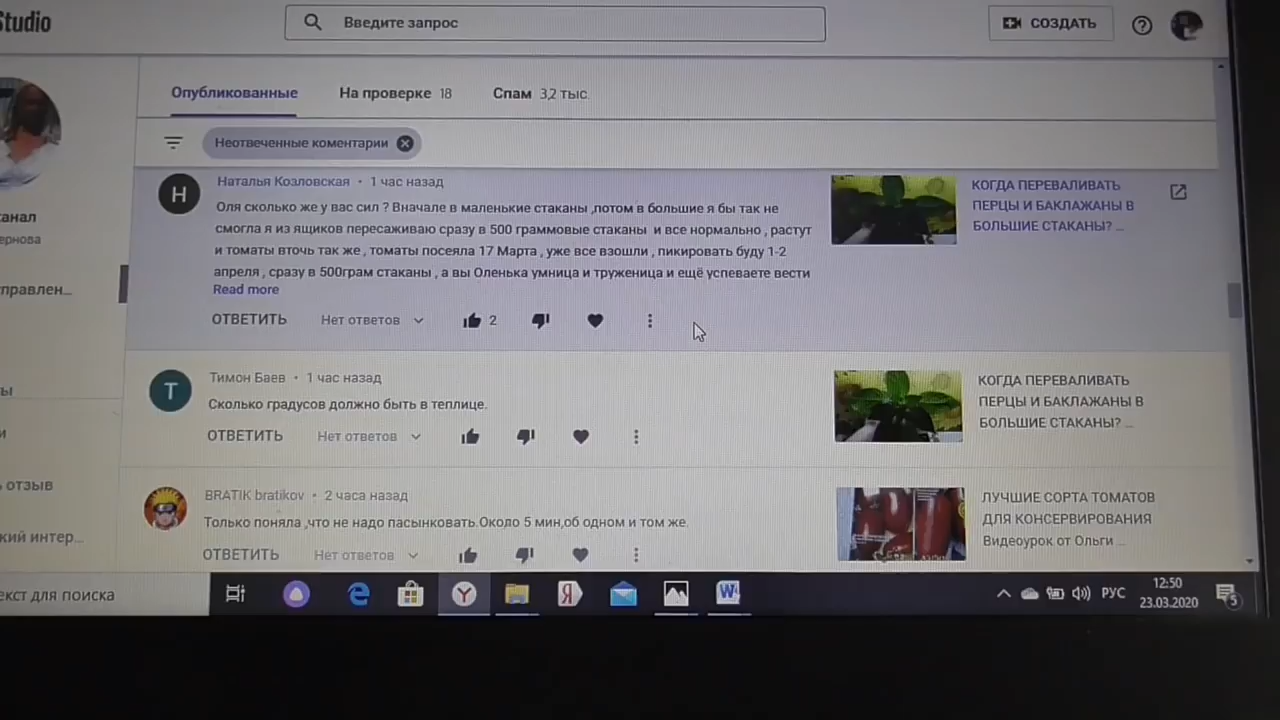 Studio
Введите запрос
СОЗДАТЬ
Опубликованные
На проверке 18
Спам 3,2 тыс.
Неотвеченные коментарии
анал
ернова
правлен...
ы
и
ь отзыв
кий интер...
Н
Наталья Козловская • 1 час назад
Оля сколько же у вас сил ? Вначале в маленькие стаканы ,потом в большие я бы так не
смогла я из ящиков пересаживаю сразу в 500 граммовые стаканы и все нормально , растут
и томаты вточь так же , томаты посеяла 17 Марта , уже все взошли , пикировать буду 1-2
апреля , сразу в 500грам стаканы , а вы Оленька умница и труженица и ещё успеваете вести
Read more
ОТВЕТИТЬ Нет ответов 2
КОГДА ПЕРЕВАЛИВАТЬ
ПЕРЦЫ И БАКЛАЖАНЫ В
БОЛЬШИЕ СТАКАНЫ? ...
Т
Тимон Баев • 1 час назад
Сколько градусов должно быть в теплице.
ОТВЕТИТЬ Нет ответов
КОГДА ПЕРЕВАЛИВАТЬ
ПЕРЦЫ И БАКЛАЖАНЫ В
БОЛЬШИЕ СТАКАНЫ? ...
BRATIK bratikov • 2 часа назад
Только поняла ,что не надо пасынковать.Около 5 мин,об одном и том же.
ОТВЕТИТЬ Нет ответов
ЛУЧШИЕ СОРТА ТОМАТОВ
ДЛЯ КОНСЕРВИРОВАНИЯ
Видеоурок от Ольги ...
екст для поиска
Y
Я
W
РУС
12:50
23.03.2020
5